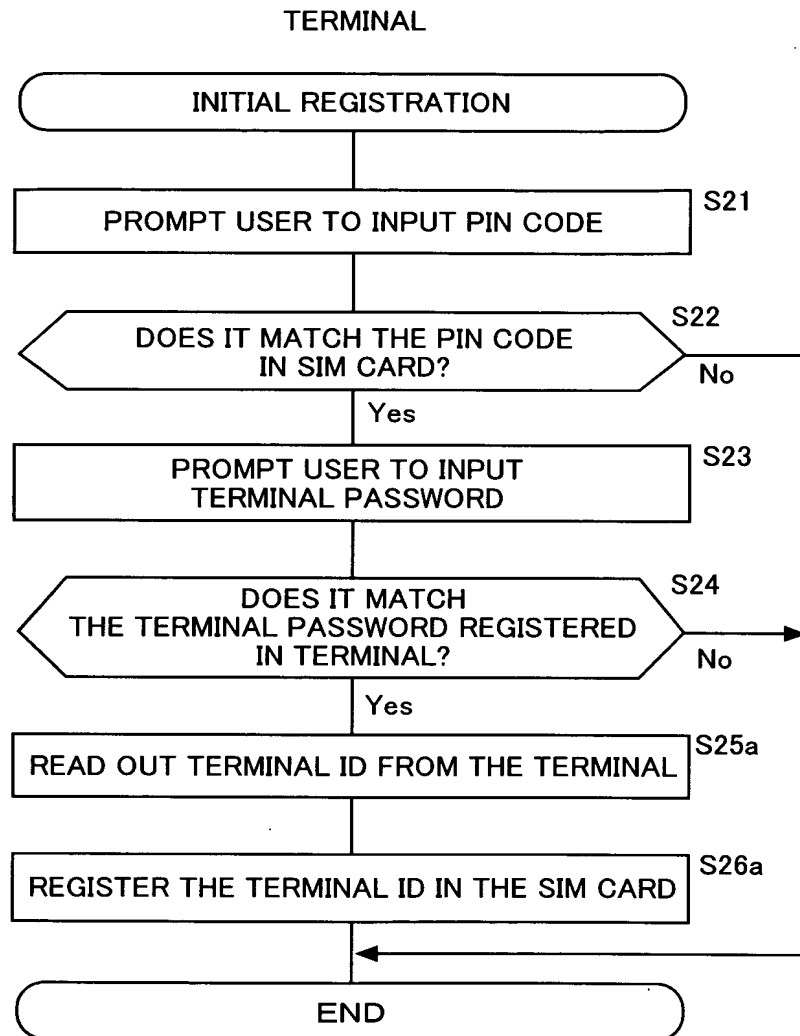 TERMINAL
INITIAL REGISTRATION
S21
PROMPT USER TO INPUT PIN CODE
S22
DOES IT MATCH THE PIN CODE
IN SIM CARD?
No
Yes
S23
PROMPT USER TO INPUT
TERMINAL PASSWORD
S24
DOES IT MATCH
THE TERMINAL PASSWORD REGISTERED
IN TERMINAL?
No
Yes
S25a
READ OUT TERMINAL ID FROM THE TERMINAL
S26a
REGISTER THE TERMINAL ID IN THE SIM CARD
END